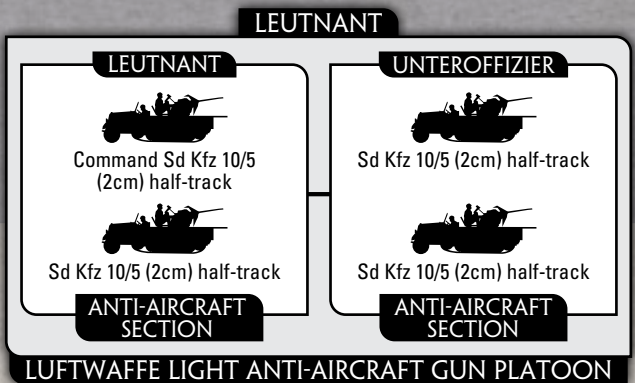 LEUTNANT
LEUTNANT
Command Sd Kfz 10/5
(2cm) half-track
Sd Kfz 10/5 (2cm) half-track
ANTI-AIRCRAFT
SECTION
UNTEROFFIZIER
Sd Kfz 10/5 (2cm) half-track
Sd Kfz 10/5 (2cm) half-track
ANTI-AIRCRAFT
SECTION
LUFTWAFFE LIGHT ANTI-AIRCRAFT GUN PLATOON